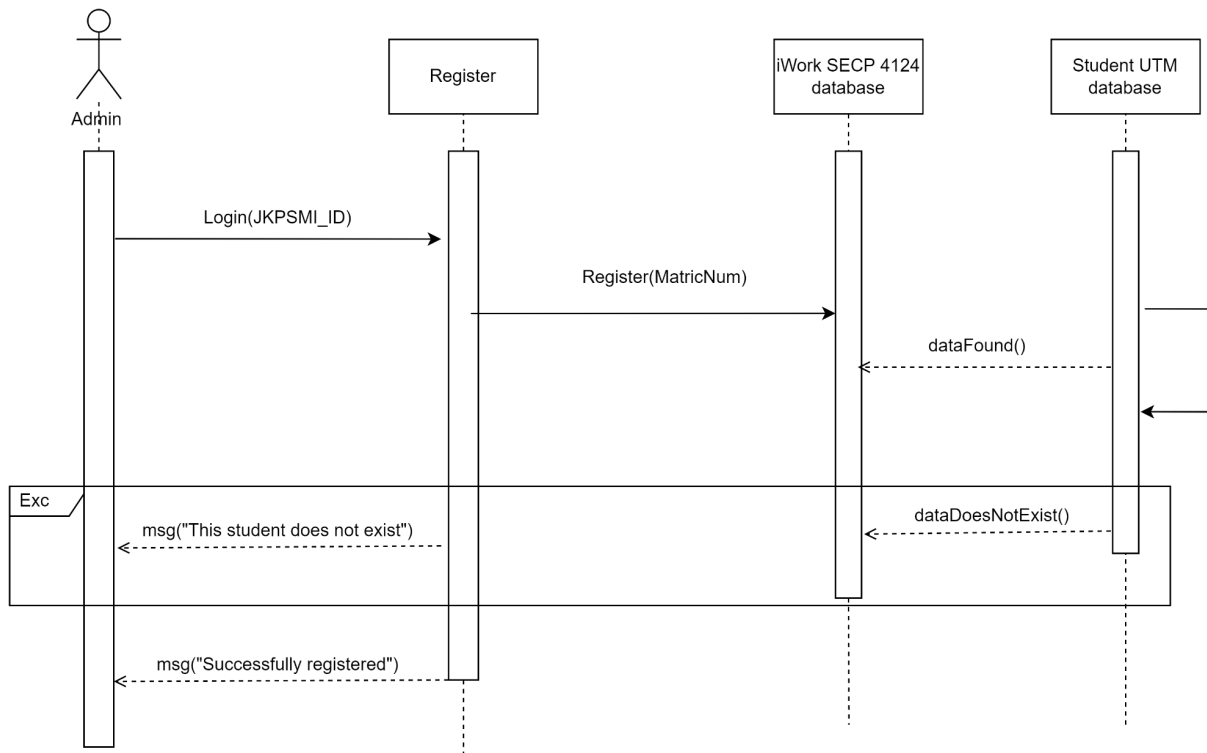 Admin
Register
iWork SECP 4124
database
Student UTM
database
Login(JKPSMI_ID)
Register(MatricNum)
dataFound()
Exc
dataDoesNotExist()
msg("This student does not exist")
msg("Successfully registered")